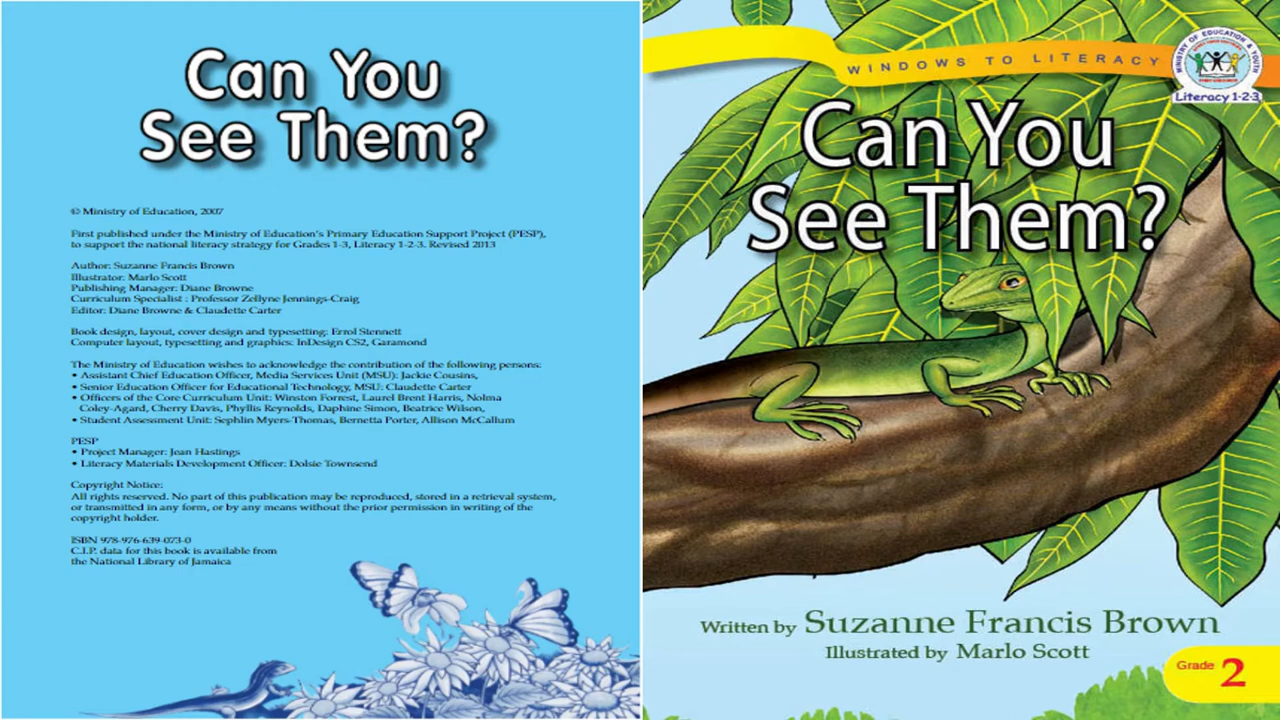 Can You
See Them?
© Ministry of Education, 2007
First published under the Ministry of Education's Primary Education Support Project (PESP),
to support the national literacy strategy for Grades 1-3, Literacy 1-2-3. Revised 2013
Author: Suzanne Francis Brown
Illustrator: Marlo Scott
Publishing Manager: Diane Browne
Curriculum Specialist : Professor Zellyne Jennings-Craig
Editor: Diane Browne & Claudette Carter
Book design, layout, cover design and typesetting: Errol Stennett
Computer layout, typesetting and graphics: InDesign CS2, Garamond
The Ministry of Education wishes to acknowledge the contribution of the following persons:
• Assistant Chief Education Officer, Media Services Unit (MSU): Jackie Cousins,
• Senior Education Officer for Educational Technology, MSU: Claudette Carter
• Officers of the Core Curriculum Unit: Winston Forrest, Laurel Brent Harris, Nolma
Coley-Agard, Cherry Davis, Phyllis Reynolds, Daphine Simon, Beatrice Wilson,
• Student Assessment Unit: Sephlin Myers-Thomas, Bernetta Porter, Allison McCallum
PESP
• Project Manager: Jean Hastings
• Literacy Materials Development Officer: Dolsie Townsend
Copyright Notice:
All rights reserved. No part of this publication may be reproduced, stored in a retrieval system,
or transmitted in any form, or by any means without the prior permission in writing of the
copyright holder.
ISBN 978-976-639-073-0
C.I.P. data for this book is available from
the National Library of Jamaica
WINDOWS TO LITERACY
MINISTRY OF EDUCATION & YOUTH
Literacy 1-2-3
Can You
See Them?
Written by Suzanne Francis Brown
Illustrated by Marlo Scott
Grade 2